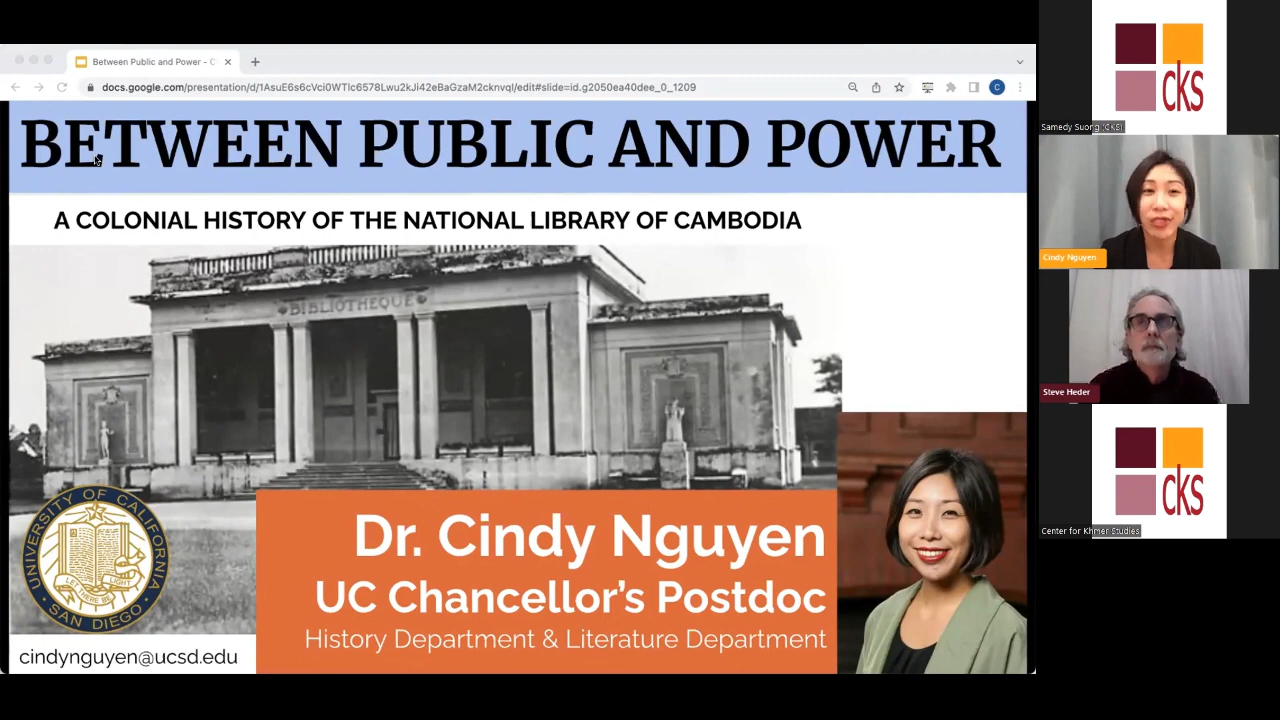 Between Public and Power - C
docs.google.com/presentation/d/1AsuE6s6cVci0WTlc6578Lwu2kJi42eBaGzaM2cknvqI/edit#slide=id.g2050ea40dee_0_1209
C
BETWEEN PUBLIC AND POWER
A COLONIAL HISTORY OF THE NATIONAL LIBRARY OF CAMBODIA
BIBLIOTHEQUE
Dr. Cindy Nguyen
UC Chancellor's Postdoc
History Department & Literature Department
UNIVERSITY OF CALIFORNIA
LET THERE BE LIGHT
SAN DIEGO
cindynguyen@ucsd.edu
cks
Samedy Suong (CKS)
Cindy Nguyen
Steve Heder
cks
Center for Khmer Studies